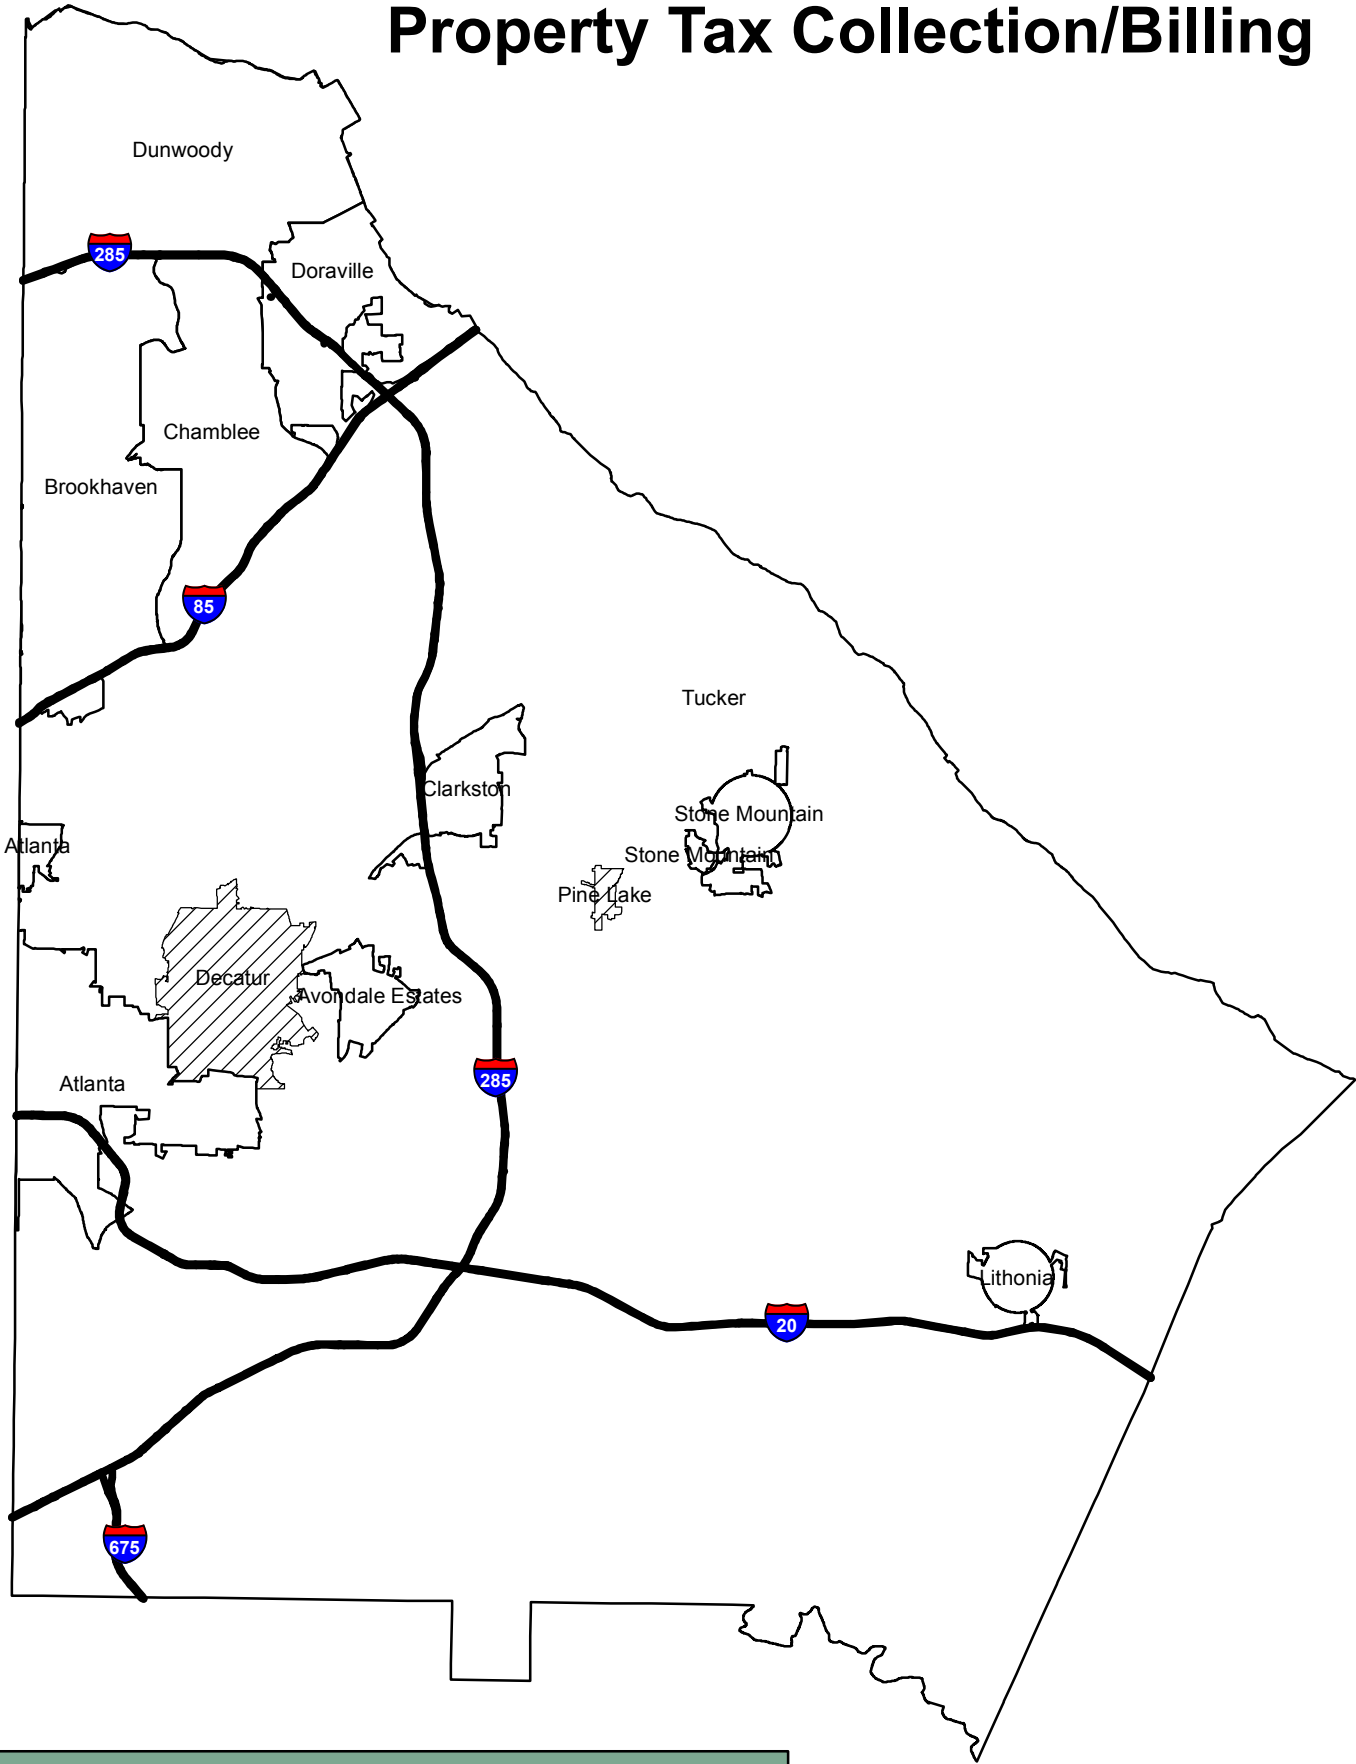 Property Tax Collection/Billing
Dunwoody
285
Doraville
Chamblee
Brookhaven
85
Tucker
Clarkston
Stone Mountain
Atlanta
Stone Mountain
Pine Lake
Decatur
Avondale Estates
285
Atlanta
Lithonia
20
675